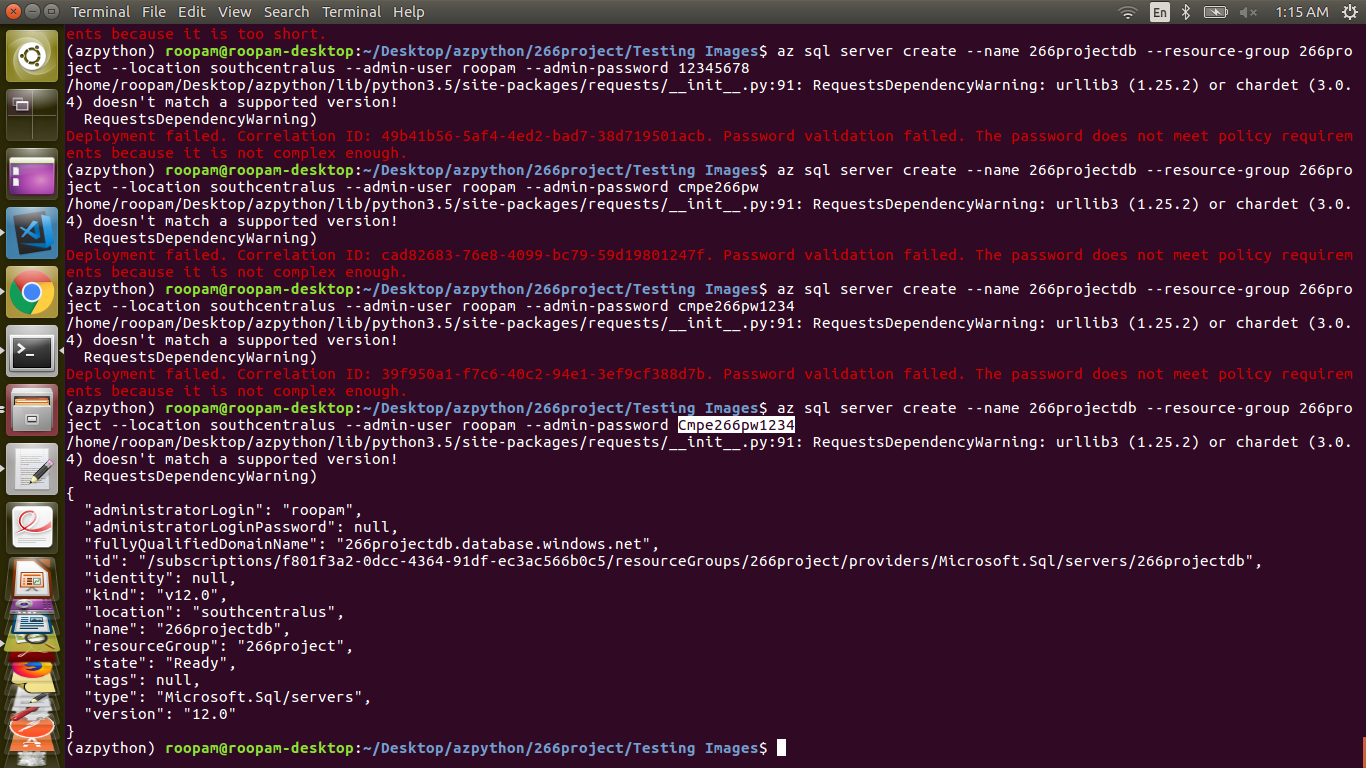 Terminal File Edit View Search Terminal Help En 1:15 AM
ents because it is too short.
(azpython) roopam@roopam-desktop:~/Desktop/azpython/266project/Testing Images$ az sql server create --name 266projectdb --resource-group 266pro
ject --location southcentralus --admin-user roopam --admin-password 12345678
/home/roopam/Desktop/azpython/lib/python3.5/site-packages/requests/__init__.py:91: RequestsDependencyWarning: urllib3 (1.25.2) or chardet (3.0.
4) doesn't match a supported version!
  RequestsDependencyWarning)
Deployment failed. Correlation ID: 49b41b56-5af4-4ed2-bad7-38d719501acb. Password validation failed. The password does not meet policy requirem
ents because it is not complex enough.
(azpython) roopam@roopam-desktop:~/Desktop/azpython/266project/Testing Images$ az sql server create --name 266projectdb --resource-group 266pro
ject --location southcentralus --admin-user roopam --admin-password cmpe266pw
/home/roopam/Desktop/azpython/lib/python3.5/site-packages/requests/__init__.py:91: RequestsDependencyWarning: urllib3 (1.25.2) or chardet (3.0.
4) doesn't match a supported version!
  RequestsDependencyWarning)
Deployment failed. Correlation ID: cad82683-76e8-4099-bc79-59d19801247f. Password validation failed. The password does not meet policy requirem
ents because it is not complex enough.
(azpython) roopam@roopam-desktop:~/Desktop/azpython/266project/Testing Images$ az sql server create --name 266projectdb --resource-group 266pro
ject --location southcentralus --admin-user roopam --admin-password cmpe266pw1234
/home/roopam/Desktop/azpython/lib/python3.5/site-packages/requests/__init__.py:91: RequestsDependencyWarning: urllib3 (1.25.2) or chardet (3.0.
4) doesn't match a supported version!
  RequestsDependencyWarning)
Deployment failed. Correlation ID: 39f950a1-f7c6-40c2-94e1-3ef9cf388d7b. Password validation failed. The password does not meet policy requirem
ents because it is not complex enough.
(azpython) roopam@roopam-desktop:~/Desktop/azpython/266project/Testing Images$ az sql server create --name 266projectdb --resource-group 266pro
ject --location southcentralus --admin-user roopam --admin-password Cmpe266pw1234
/home/roopam/Desktop/azpython/lib/python3.5/site-packages/requests/__init__.py:91: RequestsDependencyWarning: urllib3 (1.25.2) or chardet (3.0.
4) doesn't match a supported version!
  RequestsDependencyWarning)
{
  "administratorLogin": "roopam",
  "administratorLoginPassword": null,
  "fullyQualifiedDomainName": "266projectdb.database.windows.net",
  "id": "/subscriptions/f801f3a2-0dcc-4364-91df-ec3ac566b0c5/resourceGroups/266project/providers/Microsoft.Sql/servers/266projectdb",
  "identity": null,
  "kind": "v12.0",
  "location": "southcentralus",
  "name": "266projectdb",
  "resourceGroup": "266project",
  "state": "Ready",
  "tags": null,
  "type": "Microsoft.Sql/servers",
  "version": "12.0"
}
(azpython) roopam@roopam-desktop:~/Desktop/azpython/266project/Testing Images$